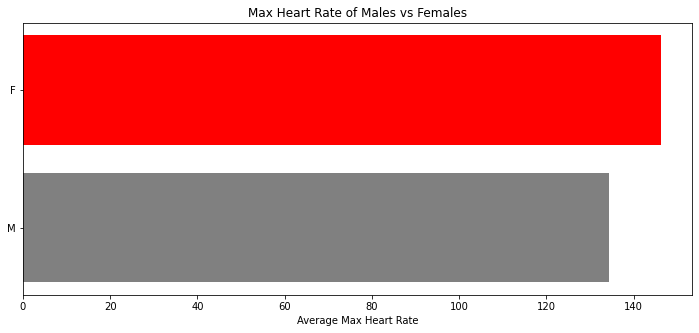 Max Heart Rate of Males vs Females
F
M
0 20 40 60 80 100 120 140
Average Max Heart Rate